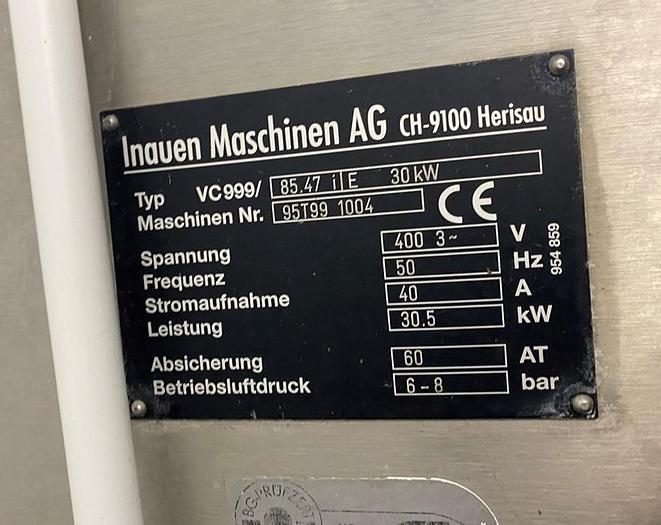 Inauen Maschinen AG CH-9100 Herisau
Typ VC999/ 85.47 i|E 30 kW
Maschinen Nr. 95T99 1004 CE
Spannung 400 3~ V
Frequenz 50 Hz
Stromaufnahme 40 A
Leistung 30.5 kW
954 859
Absicherung 60 AT
Betriebsluftdruck 6-8 bar